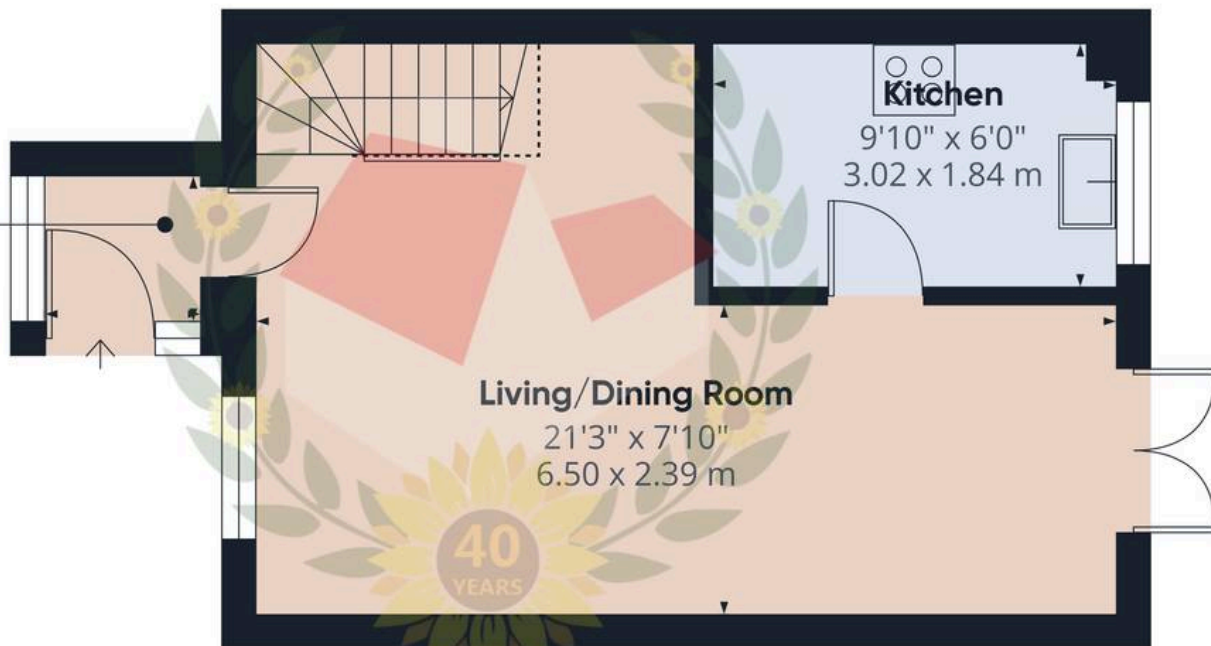 Kitchen
9'10" x 6'0"
3.02 x 1.84 m
Living/Dining Room
21'3" x 7'10"
6.50 x 2.39 m
40
YEARS